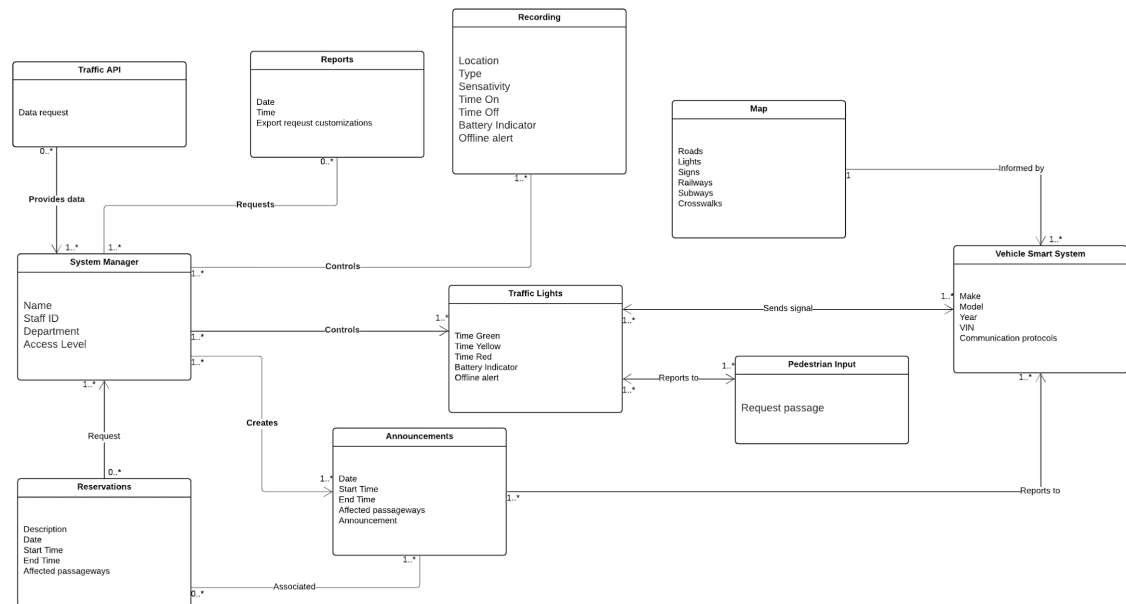 Traffic API
Data request
0..*
Provides data
1..*
Reports
Date
Time
Export reqeust customizations
0..*
Requests
1..*
Recording
Location
Type
Sensativity
Time On
Time Off
Battery Indicator
Offline alert
1..*
Controls
1..*
Map
Roads
Lights
Signs
Railways
Subways
Crosswalks
1
Informed by
1..*
System Manager
Name
Staff ID
Department
Access Level
1..*
Controls
1..*
1..*
Creates
1..*
1..*
Request
0..*
Traffic Lights
Time Green
Time Yellow
Time Red
Battery Indicator
Offline alert
1..*
Sends signal
1..*
1..*
Reports to
1..*
Vehicle Smart System
Make
Model
Year
VIN
Communication protocols
1..*
Pedestrian Input
Request passage
Announcements
Date
Start Time
End Time
Affected passageways
Announcement
1..*
Reports to
1..*
Associated
0..*
Reservations
Description
Date
Start Time
End Time
Affected passageways